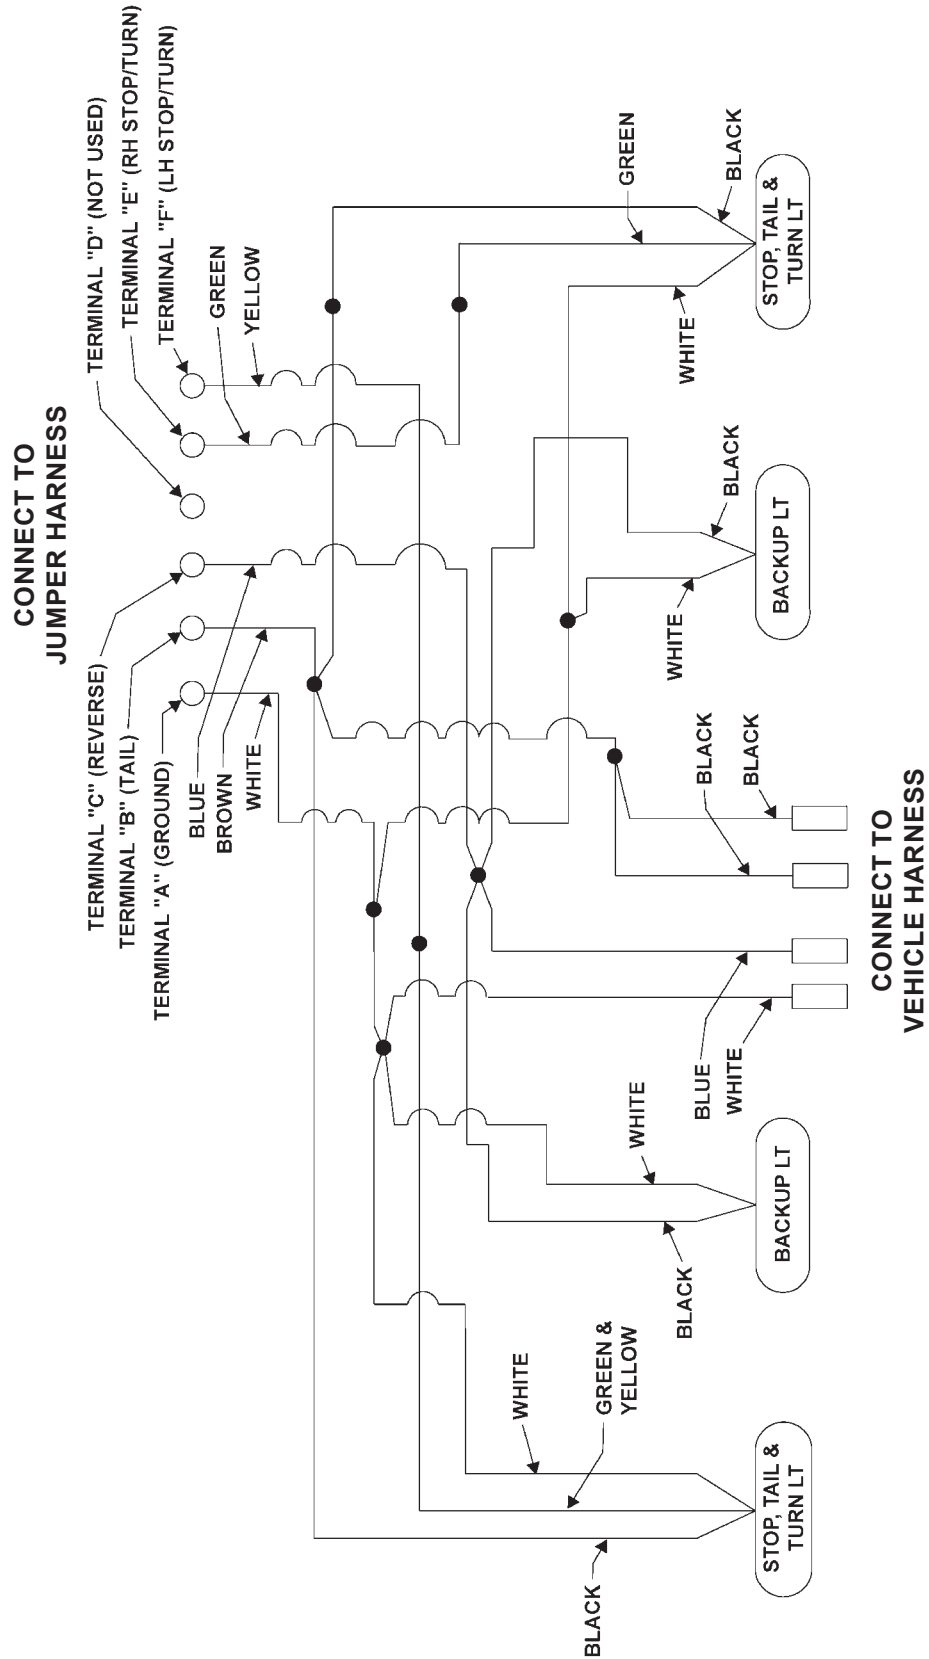 CONNECT TO
JUMPER HARNESS
TERMINAL "C" (REVERSE)
TERMINAL "B" (TAIL)
TERMINAL "A" (GROUND)
TERMINAL "D" (NOT USED)
TERMINAL "E" (RH STOP/TURN)
TERMINAL "F" (LH STOP/TURN)
BLUE
BROWN
WHITE
GREEN
YELLOW
BLACK
WHITE
GREEN &
YELLOW
STOP, TAIL &
TURN LT
BLACK
WHITE
BACKUP LT
BLUE
WHITE
BLACK
BLACK
CONNECT TO
VEHICLE HARNESS
WHITE
BLACK
BACKUP LT
WHITE
GREEN
BLACK
STOP, TAIL &
TURN LT